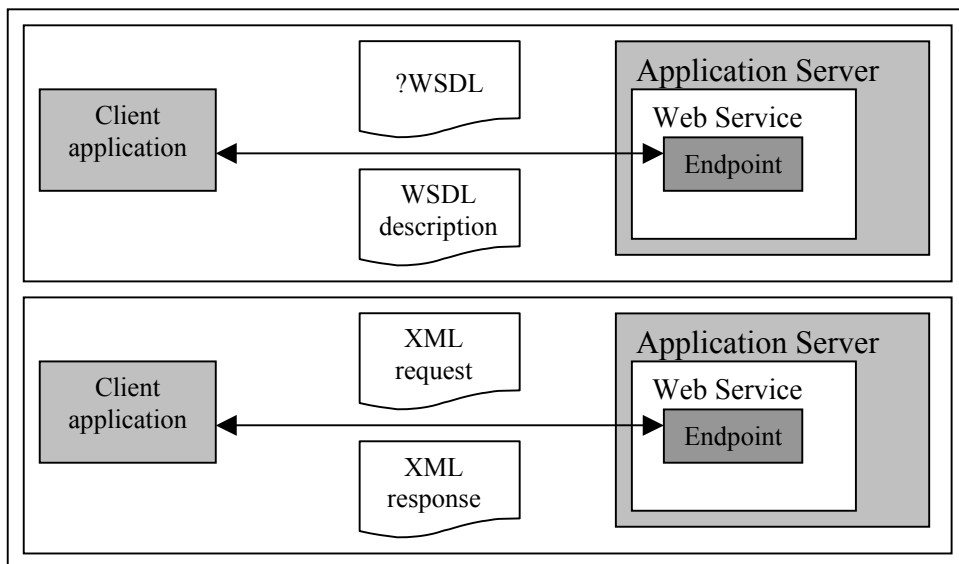 ?WSDL
Application Server
Client
application
Web Service
Endpoint
WSDL
description
XML
request
Application Server
Client
application
Web Service
Endpoint
XML
response